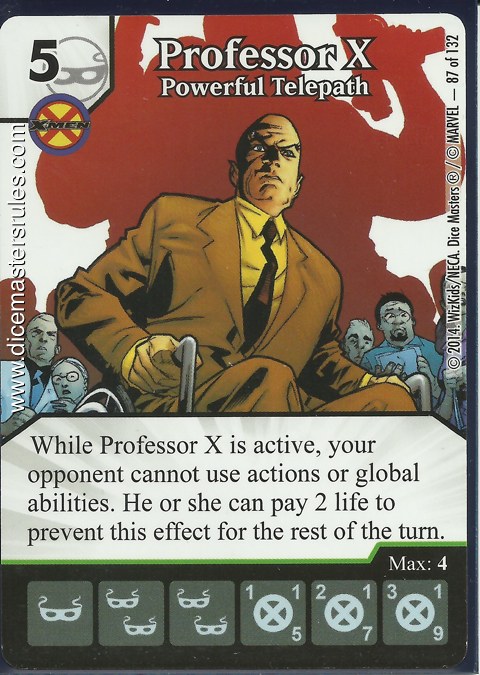 5
Professor X
Powerful Telepath
X-MEN
www.dicemastersrules.com
© 2014. WizKids/NECA. Dice Masters ® / © MARVEL — 87 of 132
While Professor X is active, your
opponent cannot use actions or global
abilities. He or she can pay 2 life to
prevent this effect for the rest of the turn.
Max: 4
1 1 5
2 1 7
3 1 9